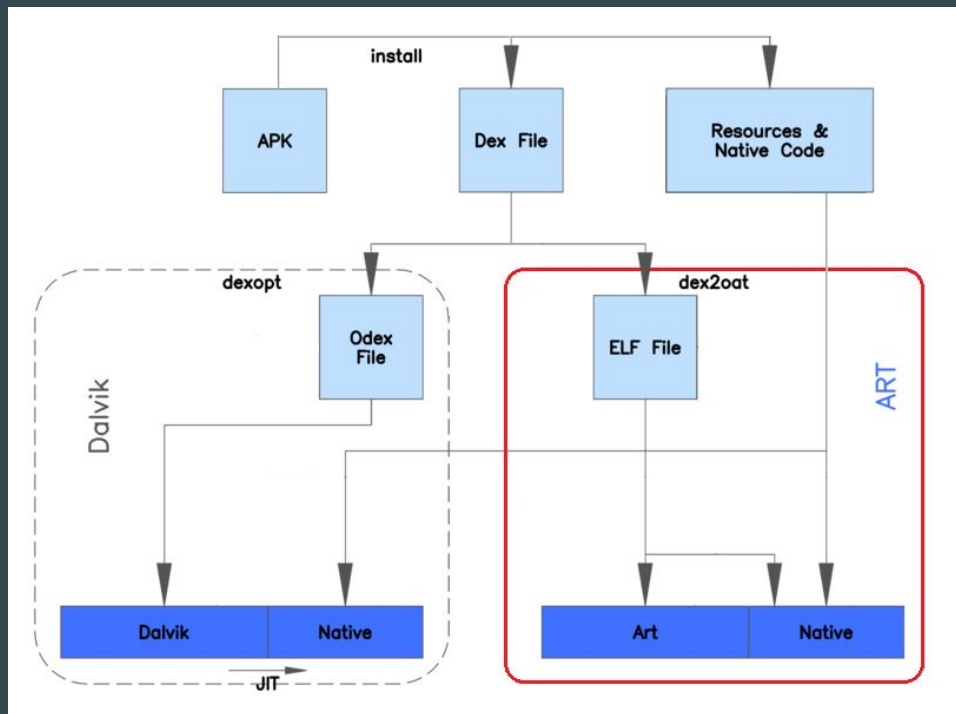 install
APK
Dex File
Resources &
Native Code
dexopt
dex2oat
Odex
File
ELF File
Dalvik
ART
Dalvik
Native
Art
Native
JIT